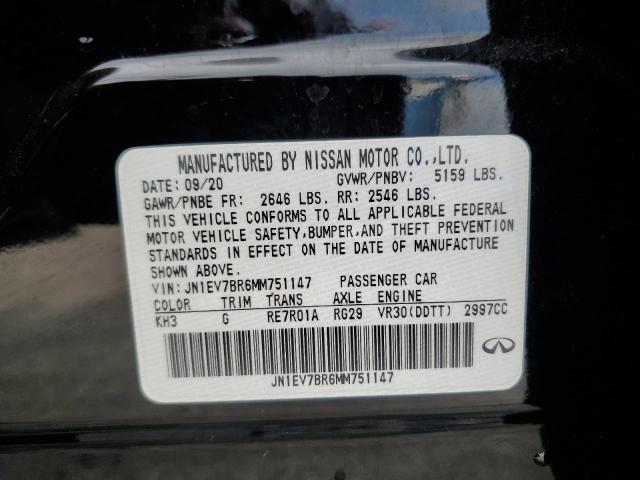 MANUFACTURED BY NISSAN MOTOR CO.,LTD.
DATE: 09/20 GVWR/PNBV: 5159 LBS.
GAWR/PNBE FR: 2646 LBS. RR: 2546 LBS.
THIS VEHICLE CONFORMS TO ALL APPLICABLE FEDERAL
MOTOR VEHICLE SAFETY,BUMPER,AND THEFT PREVENTION
STANDARDS IN EFFECT ON THE DATE OF MANUFACTURE
SHOWN ABOVE.
VIN: JN1EV7BR6MM751147 PASSENGER CAR
COLOR TRIM TRANS AXLE ENGINE
KH3 G RE7R01A RG29 VR30(DDTT) 2997CC
JN1EV7BR6MM751147